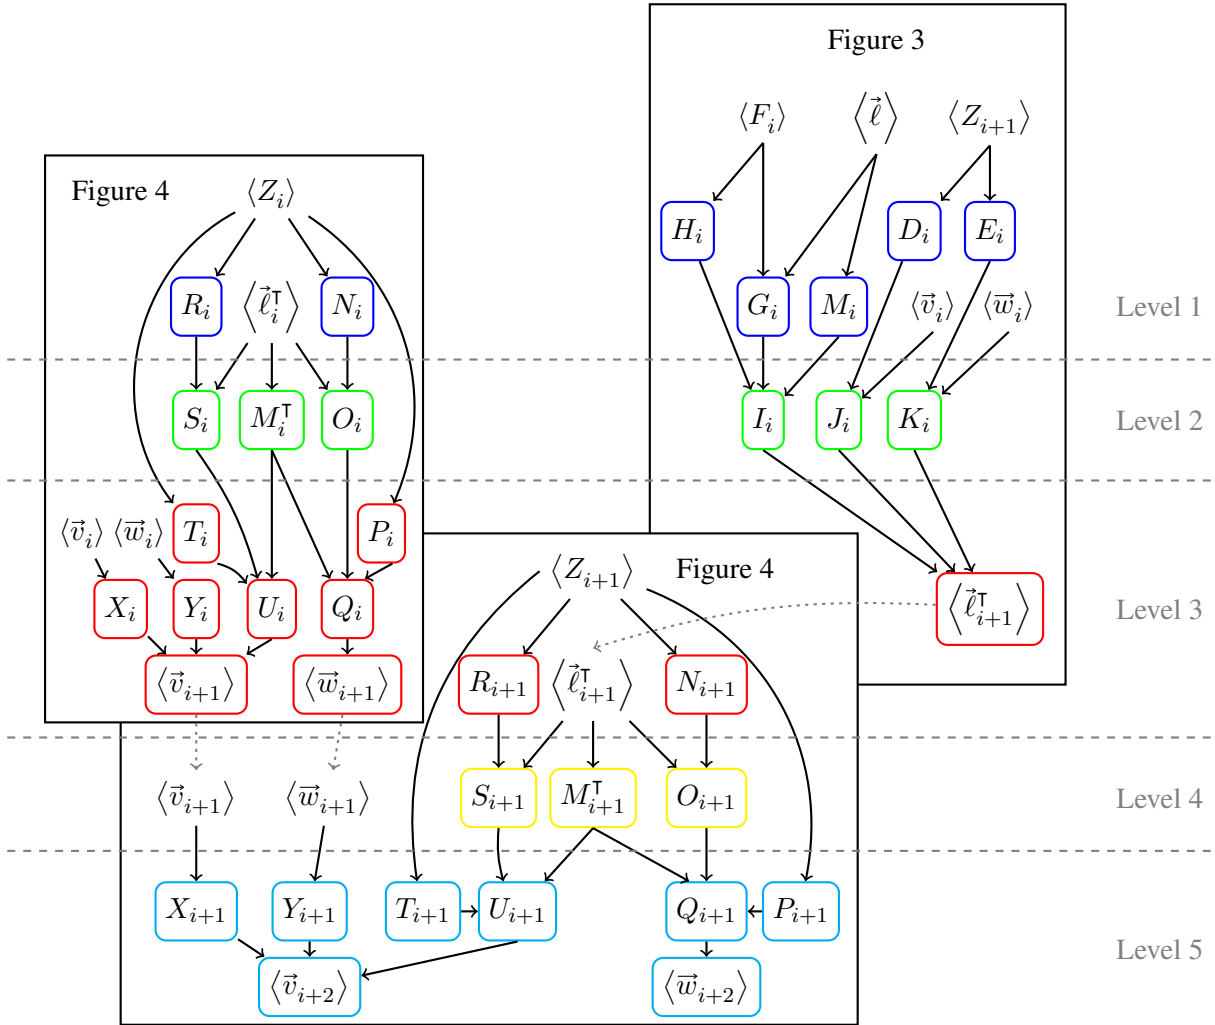 Figure 3
⟨F_i⟩ ⟨ℓ⃗⟩ ⟨Z_{i+1}⟩
Figure 4 ⟨Z_i⟩
H_i D_i E_i
R_i ⟨ℓ⃗_i^⊺⟩ N_i G_i M_i ⟨v⃗_i⟩ ⟨w⃗_i⟩ Level 1
S_i M_i^⊺ O_i I_i J_i K_i Level 2
⟨v⃗_i⟩ ⟨w⃗_i⟩ T_i P_i
⟨Z_{i+1}⟩ Figure 4
X_i Y_i U_i Q_i ⟨ℓ⃗_{i+1}^⊺⟩ Level 3
⟨v⃗_{i+1}⟩ ⟨w⃗_{i+1}⟩ R_{i+1} ⟨ℓ⃗_{i+1}^⊺⟩ N_{i+1}
⟨v⃗_{i+1}⟩ ⟨w⃗_{i+1}⟩ S_{i+1} M_{i+1}^⊺ O_{i+1} Level 4
X_{i+1} Y_{i+1} T_{i+1} U_{i+1} Q_{i+1} P_{i+1}
Level 5
⟨v⃗_{i+2}⟩ ⟨w⃗_{i+2}⟩